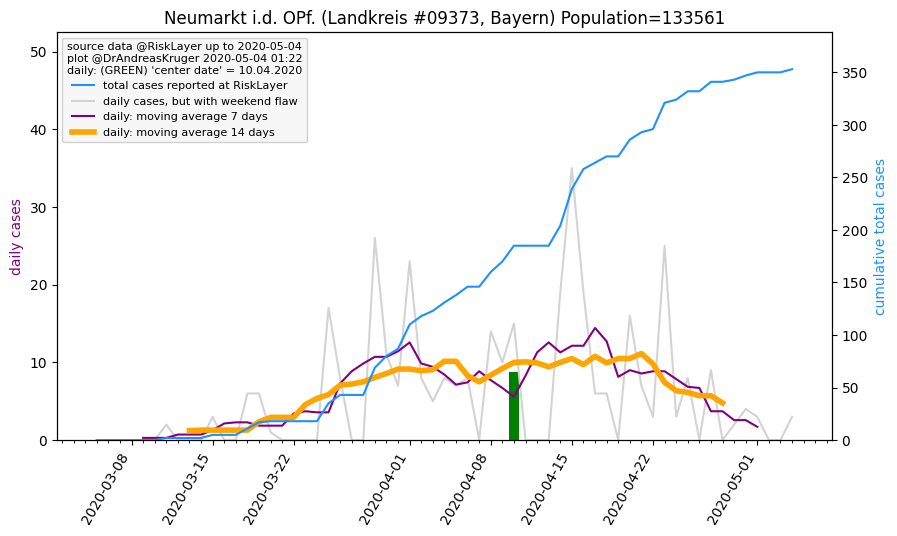 Neumarkt i.d. OPf. (Landkreis #09373, Bayern) Population=133561
source data @RiskLayer up to 2020-05-04
plot @DrAndreasKruger 2020-05-04 01:22
daily: (GREEN) 'center date' = 10.04.2020
total cases reported at RiskLayer
daily cases, but with weekend flaw
daily: moving average 7 days
daily: moving average 14 days
daily cases
50
40
30
20
10
0
cumulative total cases
350
300
250
200
150
100
50
0
2020-03-08
2020-03-15
2020-03-22
2020-04-01
2020-04-08
2020-04-15
2020-04-22
2020-05-01